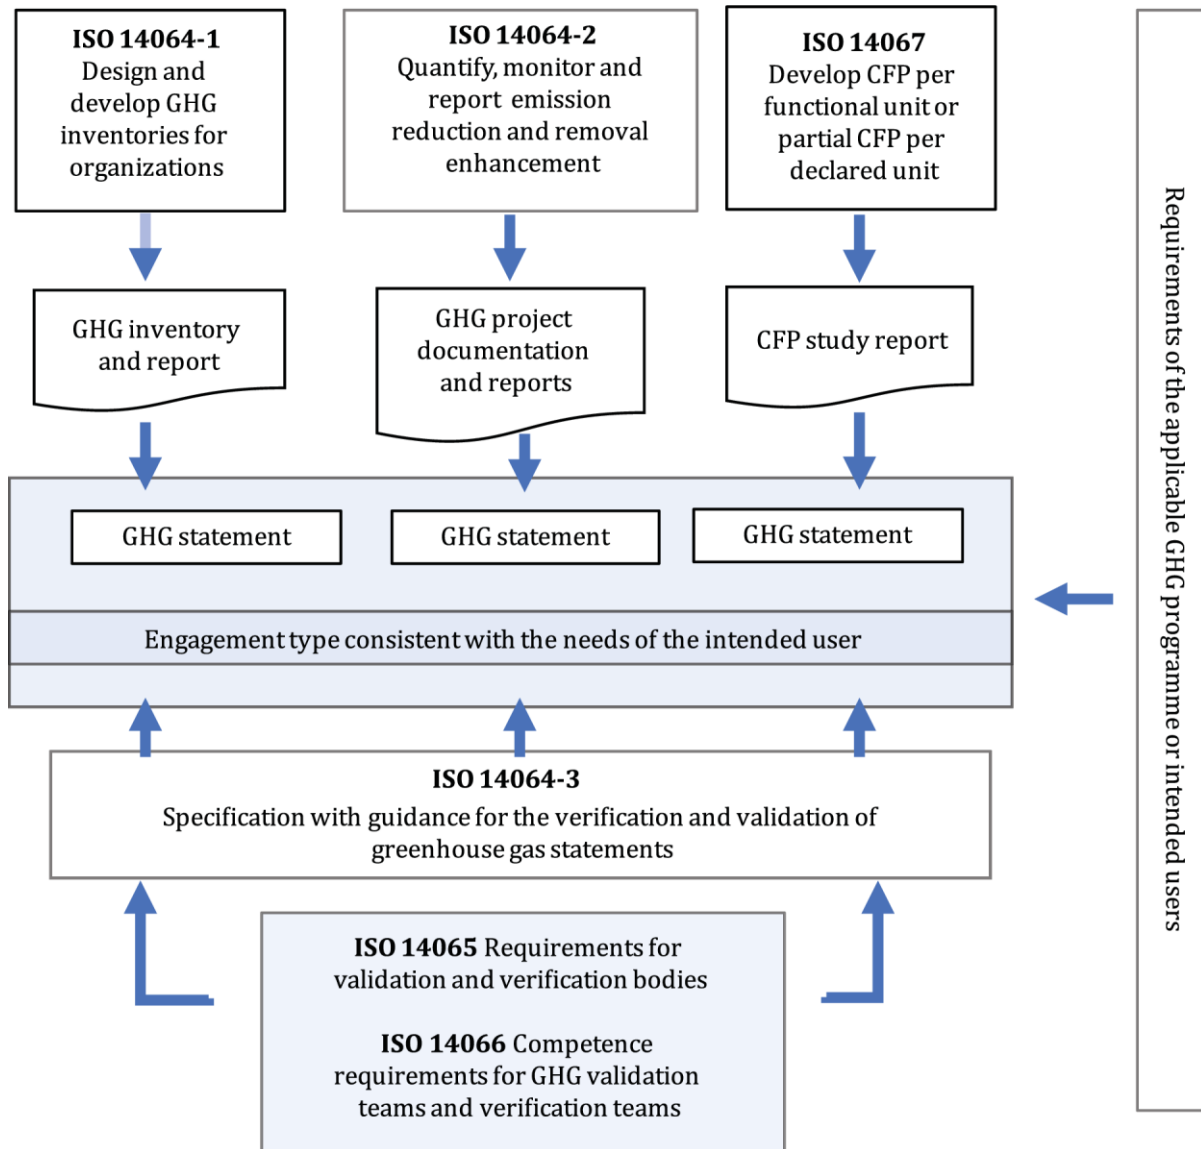 ISO 14064-1
Design and
develop GHG
inventories for
organizations
ISO 14064-2
Quantify, monitor and
report emission
reduction and removal
enhancement
ISO 14067
Develop CFP per
functional unit or
partial CFP per
declared unit
GHG inventory
and report
GHG project
documentation
and reports
CFP study report
GHG statement
GHG statement
GHG statement
Engagement type consistent with the needs of the intended user
ISO 14064-3
Specification with guidance for the verification and validation of
greenhouse gas statements
ISO 14065 Requirements for
validation and verification bodies
ISO 14066 Competence
requirements for GHG validation
teams and verification teams
Requirements of the applicable GHG programme or intended users